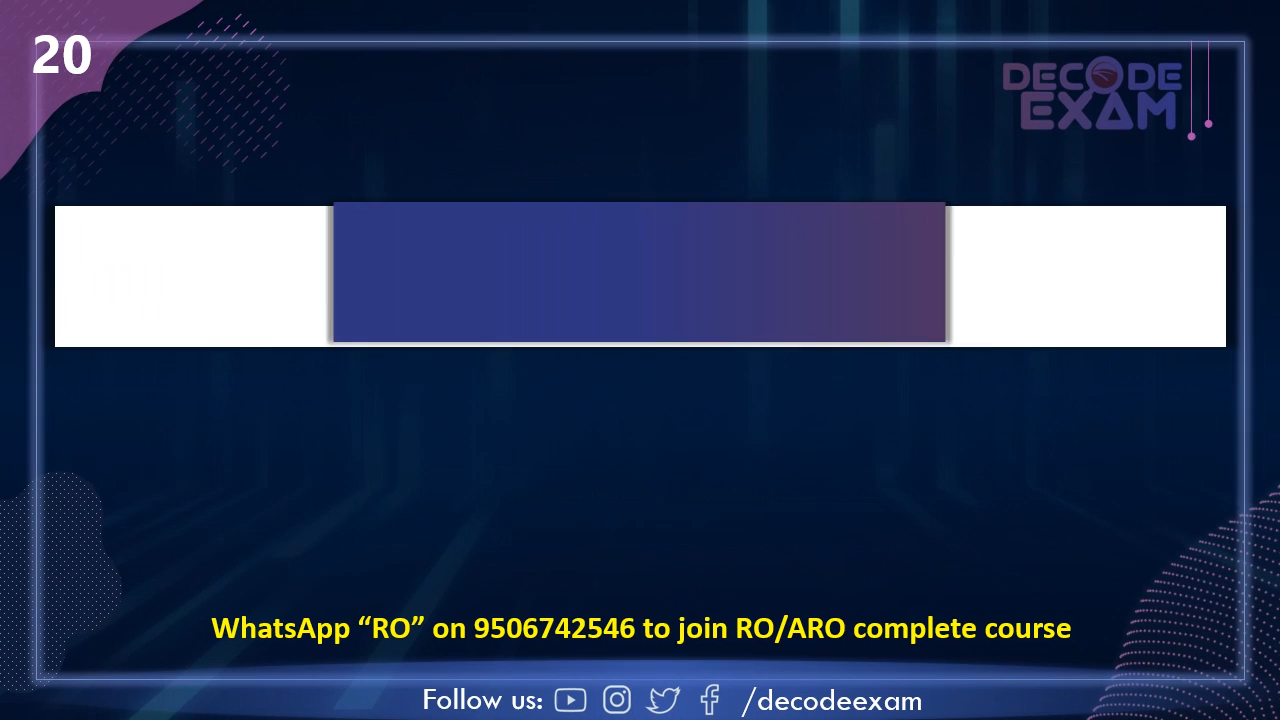 20
DECODE
EXAM
WhatsApp “RO” on 9506742546 to join RO/ARO complete course
Follow us: /decodeexam